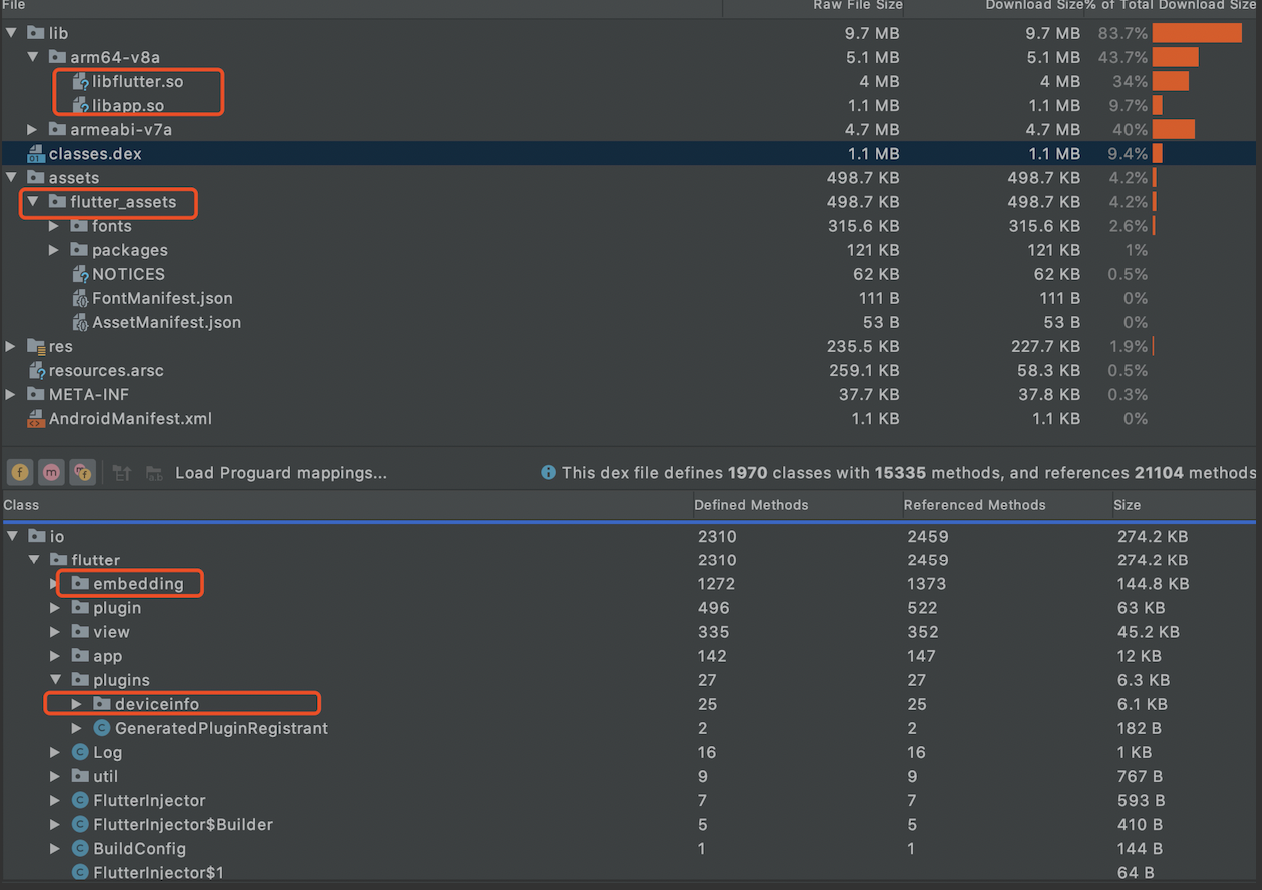 File Raw File Size Download Size % of Total Download Size
lib 9.7 MB 9.7 MB 83.7%
arm64-v8a 5.1 MB 5.1 MB 43.7%
libflutter.so 4 MB 4 MB 34%
libapp.so 1.1 MB 1.1 MB 9.7%
armeabi-v7a 4.7 MB 4.7 MB 40%
classes.dex 1.1 MB 1.1 MB 9.4%
assets 498.7 KB 498.7 KB 4.2%
flutter_assets 498.7 KB 498.7 KB 4.2%
fonts 315.6 KB 315.6 KB 2.6%
packages 121 KB 121 KB 1%
NOTICES 62 KB 62 KB 0.5%
FontManifest.json 111 B 111 B 0%
AssetManifest.json 53 B 53 B 0%
res 235.5 KB 227.7 KB 1.9%
resources.arsc 259.1 KB 58.3 KB 0.5%
META-INF 37.7 KB 37.8 KB 0.3%
AndroidManifest.xml 1.1 KB 1.1 KB 0%
f m m f Load Proguard mappings... This dex file defines 1970 classes with 15335 methods, and references 21104 methods
Class Defined Methods Referenced Methods Size
io 2310 2459 274.2 KB
flutter 2310 2459 274.2 KB
embedding 1272 1373 144.8 KB
plugin 496 522 63 KB
view 335 352 45.2 KB
app 142 147 12 KB
plugins 27 27 6.3 KB
deviceinfo 25 25 6.1 KB
GeneratedPluginRegistrant 2 2 182 B
Log 16 16 1 KB
util 9 9 767 B
FlutterInjector 7 7 593 B
FlutterInjector$Builder 5 5 410 B
BuildConfig 1 1 144 B
FlutterInjector$1 64 B